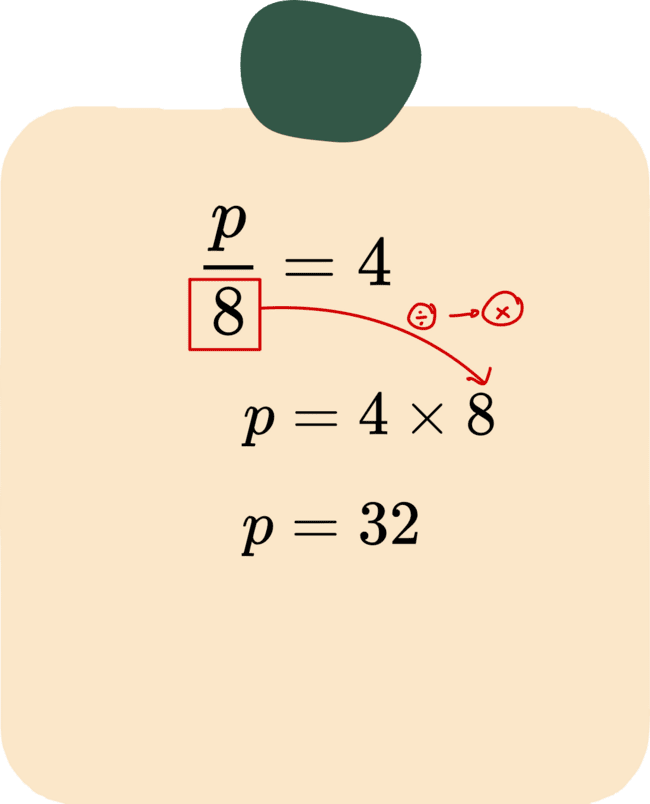 p/8 = 4
÷ → ×
p = 4 × 8
p = 32